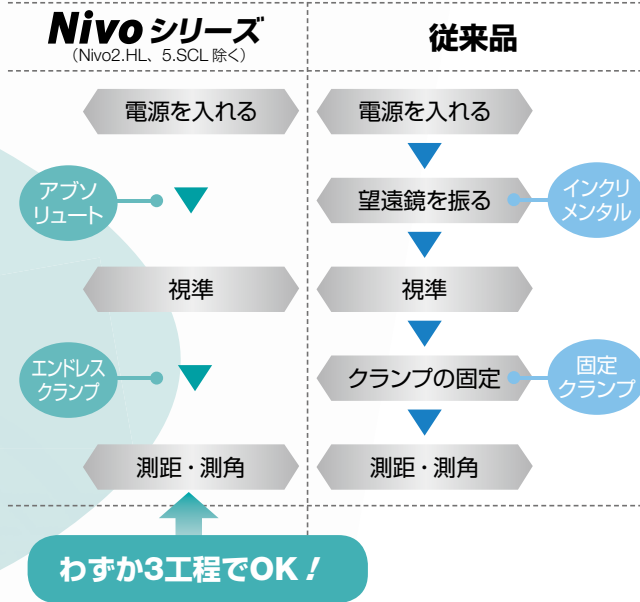 Nivo シリーズ
(Nivo2.HL、5.SCL 除く)
従来品
電源を入れる
電源を入れる
アブソ
リュート
望遠鏡を振る
インクリ
メンタル
視準
視準
エンドレス
クランプ
クランプの固定
固定
クランプ
測距・測角
測距・測角
わずか3工程でOK!